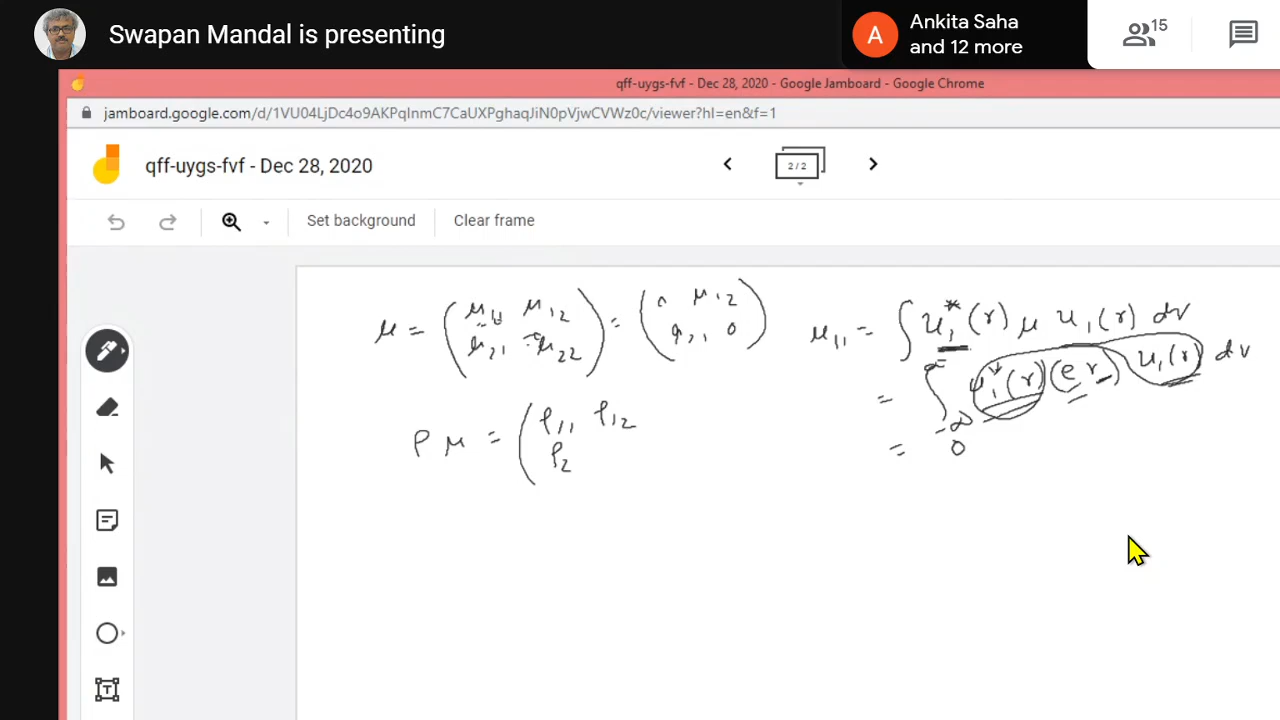 Swapan Mandal is presenting
Ankita Saha
and 12 more
15
qff-uygs-fvf - Dec 28, 2020 - Google Jamboard - Google Chrome
jamboard.google.com/d/1VU04LjDc4o9AKPqInmC7CaUXPghaqJiN0pVjwCVWz0c/viewer?hl=en&f=1
qff-uygs-fvf - Dec 28, 2020
2 / 2
Set background
Clear frame
μ = ( μ11 μ12 ; μ21 μ22 ) = ( 0 μ12 ; μ21 0 )
μ11 = ∫ u1*(r) μ u1(r) dv
= ∫ -∞ ∞ u1*(r) (e r) u1(r) dv
= 0
ρ μ = ( ρ11 ρ12
ρ2
T